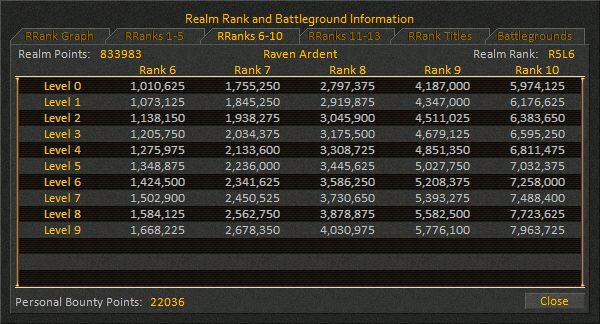 Realm Rank and Battleground Information
RRank Graph RRanks 1-5 RRanks 6-10 RRanks 11-13 RRank Titles Battlegrounds
Realm Points: 833983 Raven Ardent Realm Rank: R5L6
Rank 6 Rank 7 Rank 8 Rank 9 Rank 10
Level 0 1,010,625 1,755,250 2,797,375 4,187,000 5,974,125
Level 1 1,073,125 1,845,250 2,919,875 4,347,000 6,176,625
Level 2 1,138,150 1,938,275 3,045,900 4,511,025 6,383,650
Level 3 1,205,750 2,034,375 3,175,500 4,679,125 6,595,250
Level 4 1,275,975 2,133,600 3,308,725 4,851,350 6,811,475
Level 5 1,348,875 2,236,000 3,445,625 5,027,750 7,032,375
Level 6 1,424,500 2,341,625 3,586,250 5,208,375 7,258,000
Level 7 1,502,900 2,450,525 3,730,650 5,393,275 7,488,400
Level 8 1,584,125 2,562,750 3,878,875 5,582,500 7,723,625
Level 9 1,668,225 2,678,350 4,030,975 5,776,100 7,963,725
Personal Bounty Points: 22036 Close